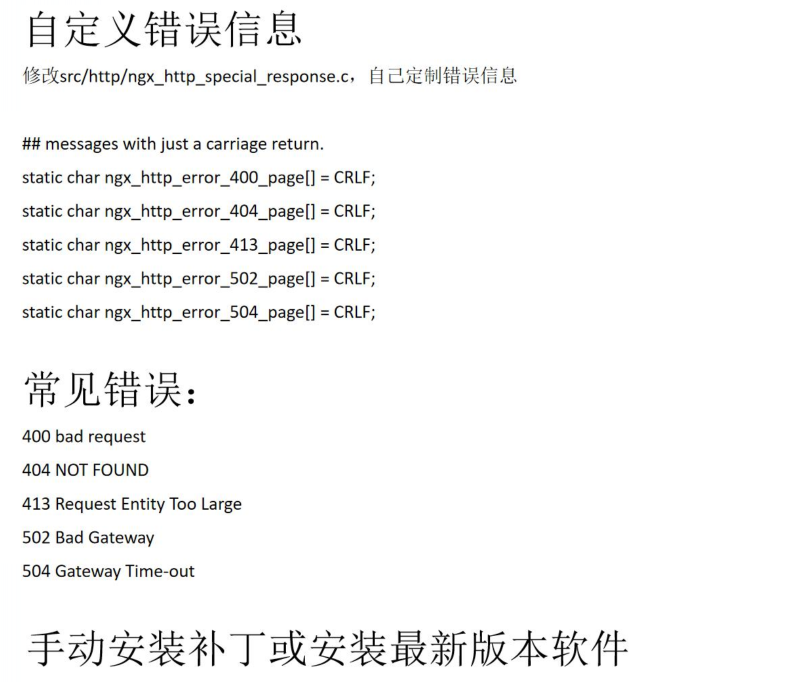 自定义错误信息
修改src/http/ngx_http_special_response.c，自己定制错误信息
## messages with just a carriage return.
static char ngx_http_error_400_page[] = CRLF;
static char ngx_http_error_404_page[] = CRLF;
static char ngx_http_error_413_page[] = CRLF;
static char ngx_http_error_502_page[] = CRLF;
static char ngx_http_error_504_page[] = CRLF;
常见错误：
400 bad request
404 NOT FOUND
413 Request Entity Too Large
502 Bad Gateway
504 Gateway Time-out
手动安装补丁或安装最新版本软件